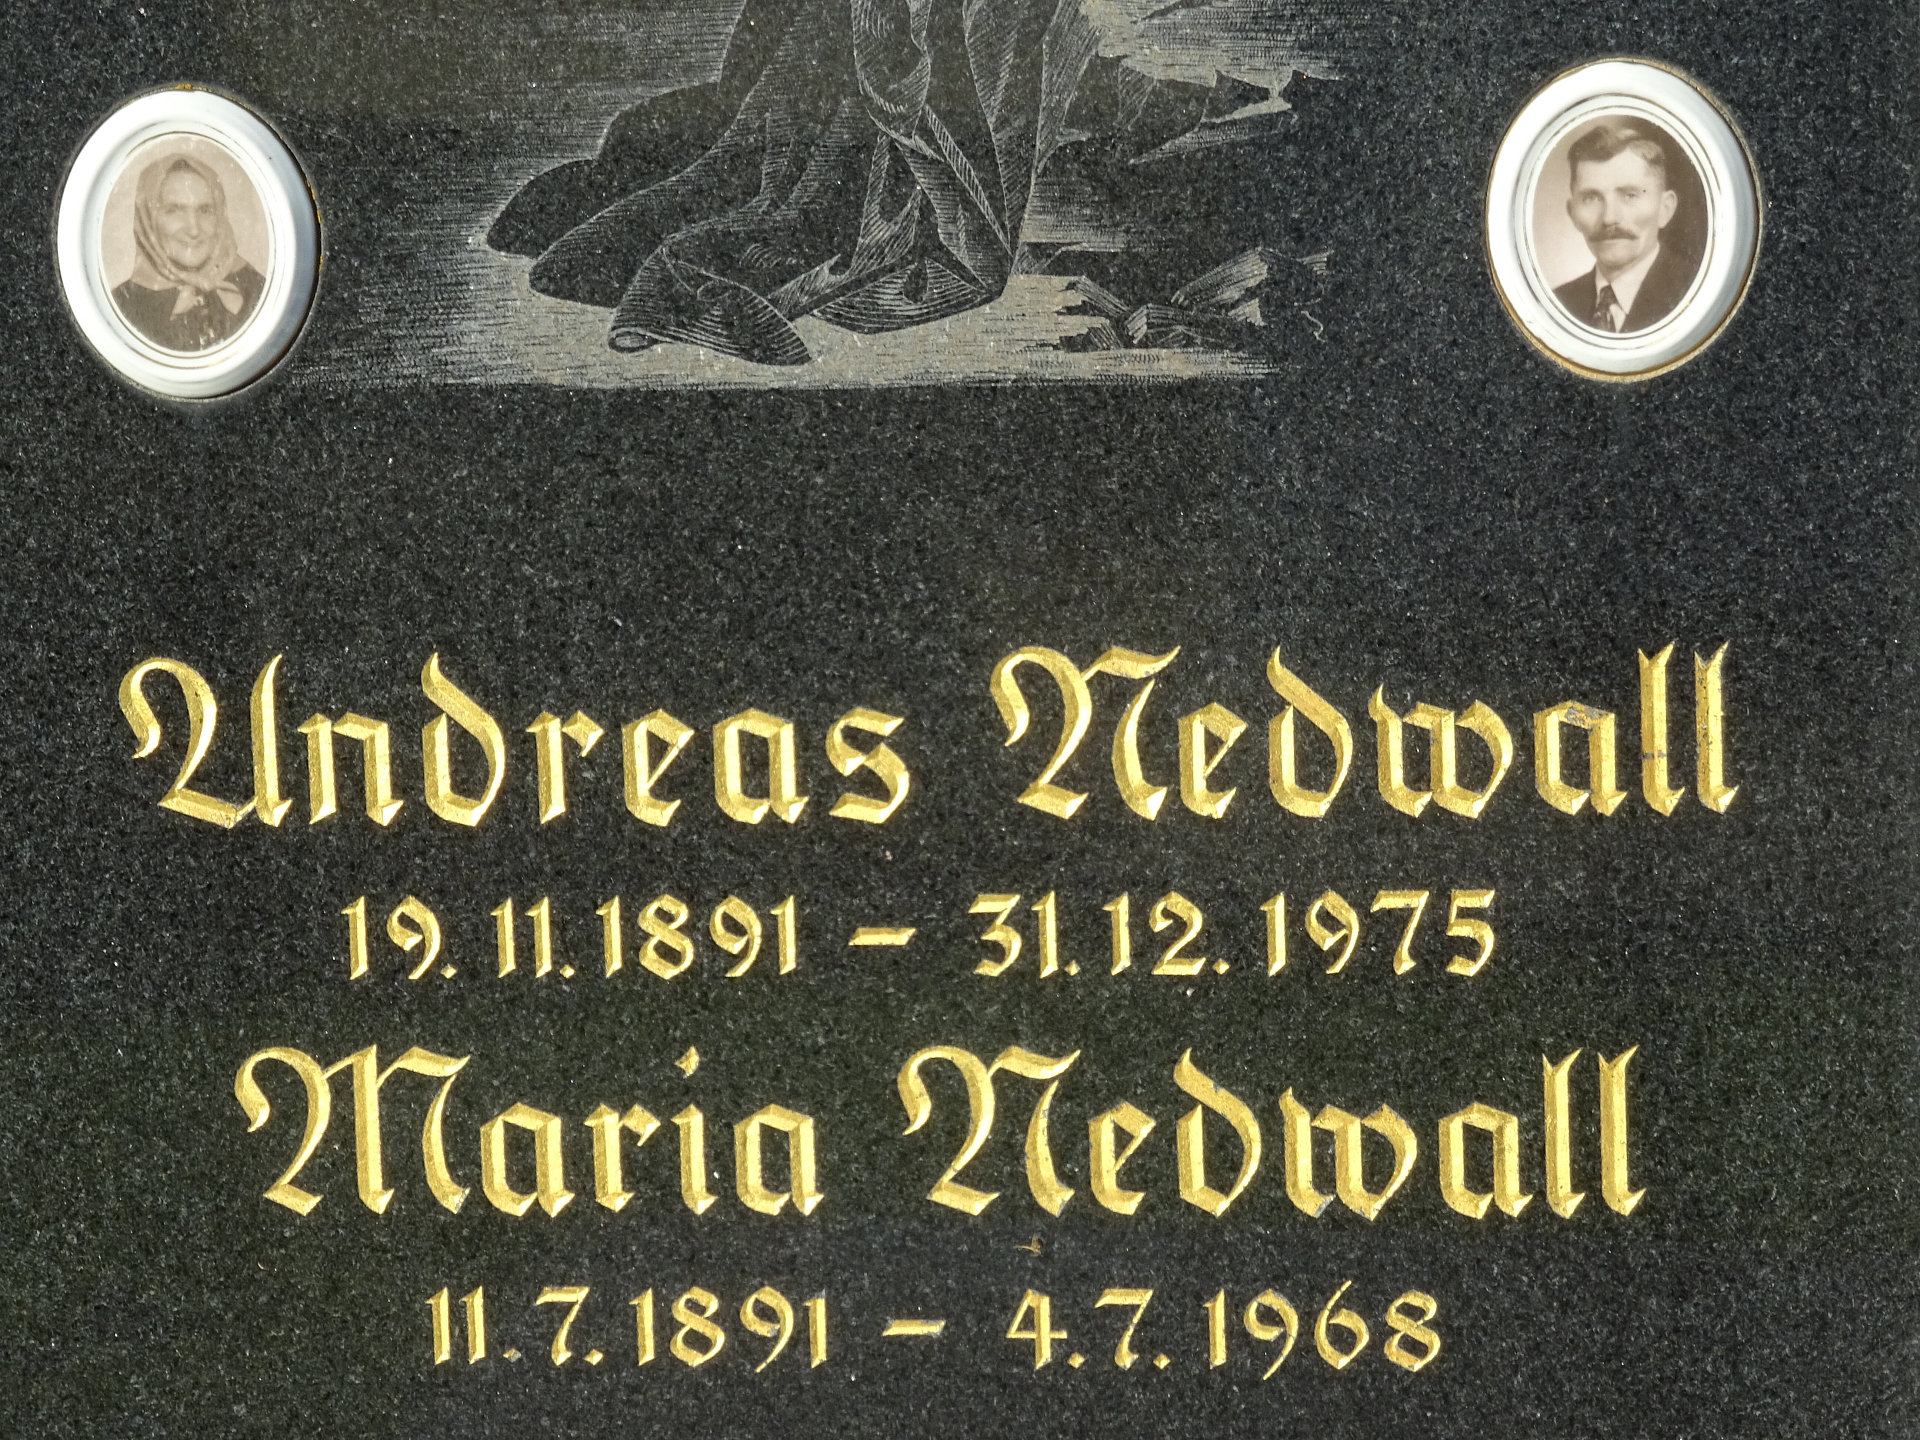 Andreas Nedwall
19.11.1891 – 31.12.1975
Maria Nedwall
11.7.1891 – 4.7.1968